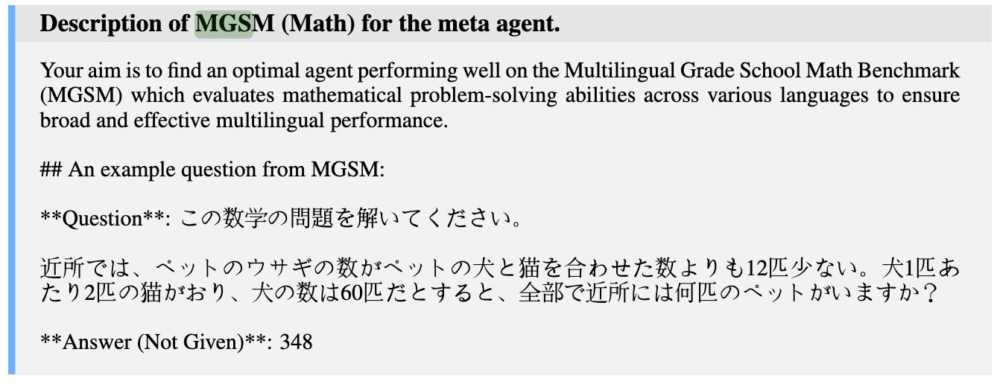 Description of MGSM (Math) for the meta agent.
Your aim is to find an optimal agent performing well on the Multilingual Grade School Math Benchmark
(MGSM) which evaluates mathematical problem-solving abilities across various languages to ensure
broad and effective multilingual performance.
## An example question from MGSM:
**Question**: この数学の問題を解いてください。
近所では、ペットのウサギの数がペットの犬と猫を合わせた数よりも12匹少ない。犬1匹あ
たり2匹の猫がおり、犬の数は60匹だとすると、全部で近所には何匹のペットがいますか？
**Answer (Not Given)**: 348